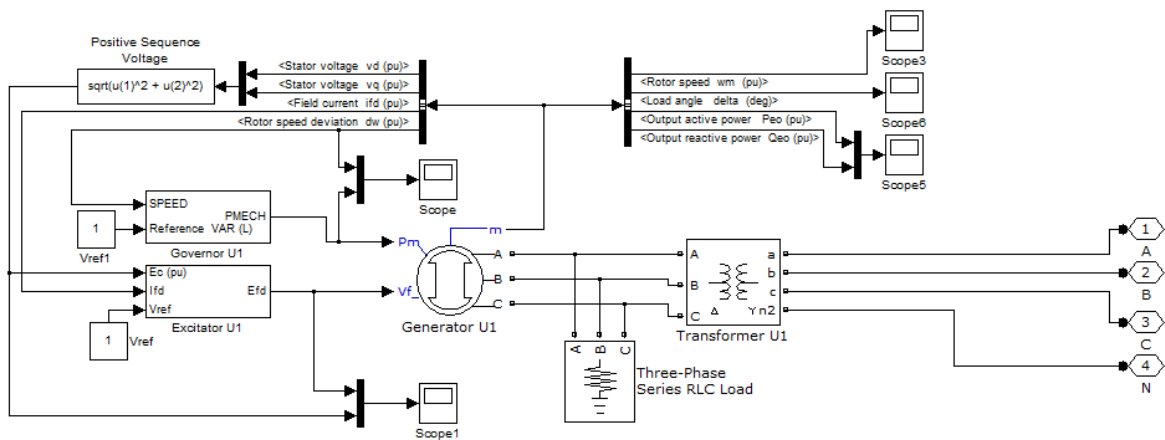 Positive Sequence
Voltage
sqrt(u(1)^2 + u(2)^2)
<Stator voltage vd (pu)>
<Stator voltage vq (pu)>
<Field current ifd (pu)>
<Rotor speed deviation dw (pu)>
<Rotor speed wm (pu)>
<Load angle delta (deg)>
<Output active power Peo (pu)>
<Output reactive power Qeo (pu)>
Scope3
Scope6
Scope5
Scope
SPEED
PMECH
Reference VAR (L)
Governor U1
1
Vref1
Ec (pu)
Ifd
Efd
Vref
Excitator U1
1
Vref
Scope1
m
Pm
Vf_
A
B
C
Generator U1
A
B
C
a
b
c
n2
Δ
Y
Transformer U1
A
B
C
Three-Phase
Series RLC Load
1
A
2
B
3
C
4
N